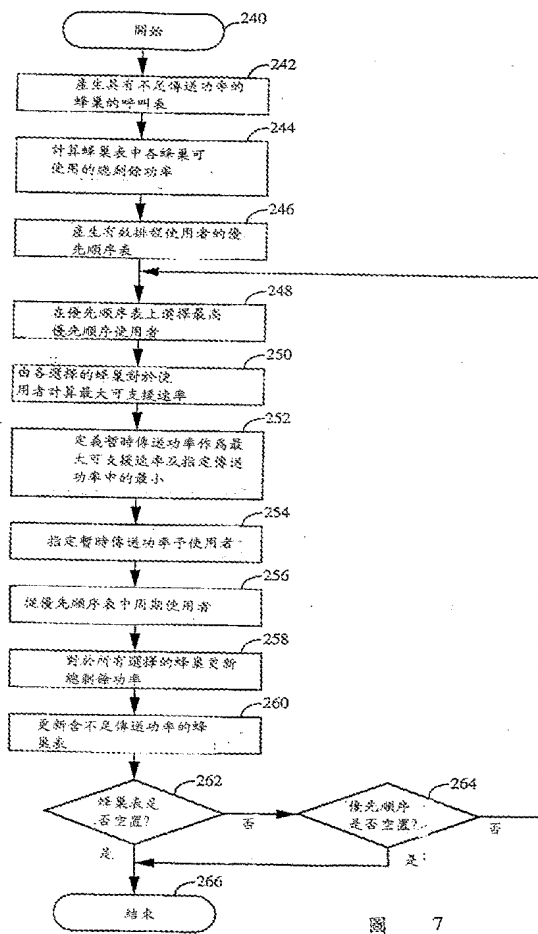 240
開始
242
產生具有不足傳送功率的
蜂巢的呼叫表
244
計算蜂巢表中各蜂巢可
使用的總剩餘功率
246
產生有效排程使用者的優
先順序表
248
在優先順序表上選擇最高
優先順序使用者
250
由各選擇的蜂巢對於使
用者計算最大可支援速率
252
定義暫時傳送功率作為最
大可支援速率及指定傳送
功率中的最小
254
指定暫時傳送功率予使用者
256
從優先順序表中周期使用者
258
對於所有選擇的蜂巢更新
總剩餘功率
260
更新含不足傳送功率的蜂
巢表
262
蜂巢表是
否空置?
否
是
264
優先順序
是否空置?
否
是
266
結束
圖 7